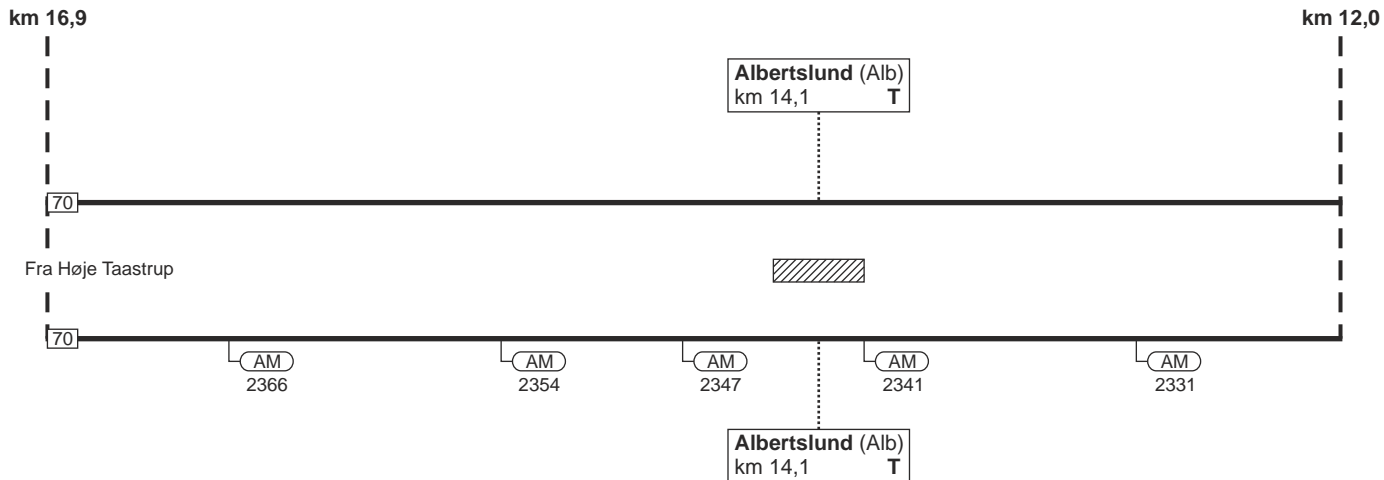 km 16,9
km 12,0
Albertslund (Alb)
km 14,1 T
70
Fra Høje Taastrup
70
AM
2366
AM
2354
AM
2347
AM
2341
AM
2331
Albertslund (Alb)
km 14,1 T